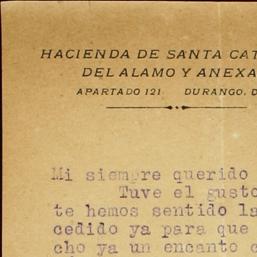 HACIENDA DE SANTA CAT
DEL ALAMO Y ANEXA
APARTADO 121 DURANGO, D
Mi siempre querido
Tuve el gusto
te hemos sentido la
cedido ya para que
cho ya un encanto c